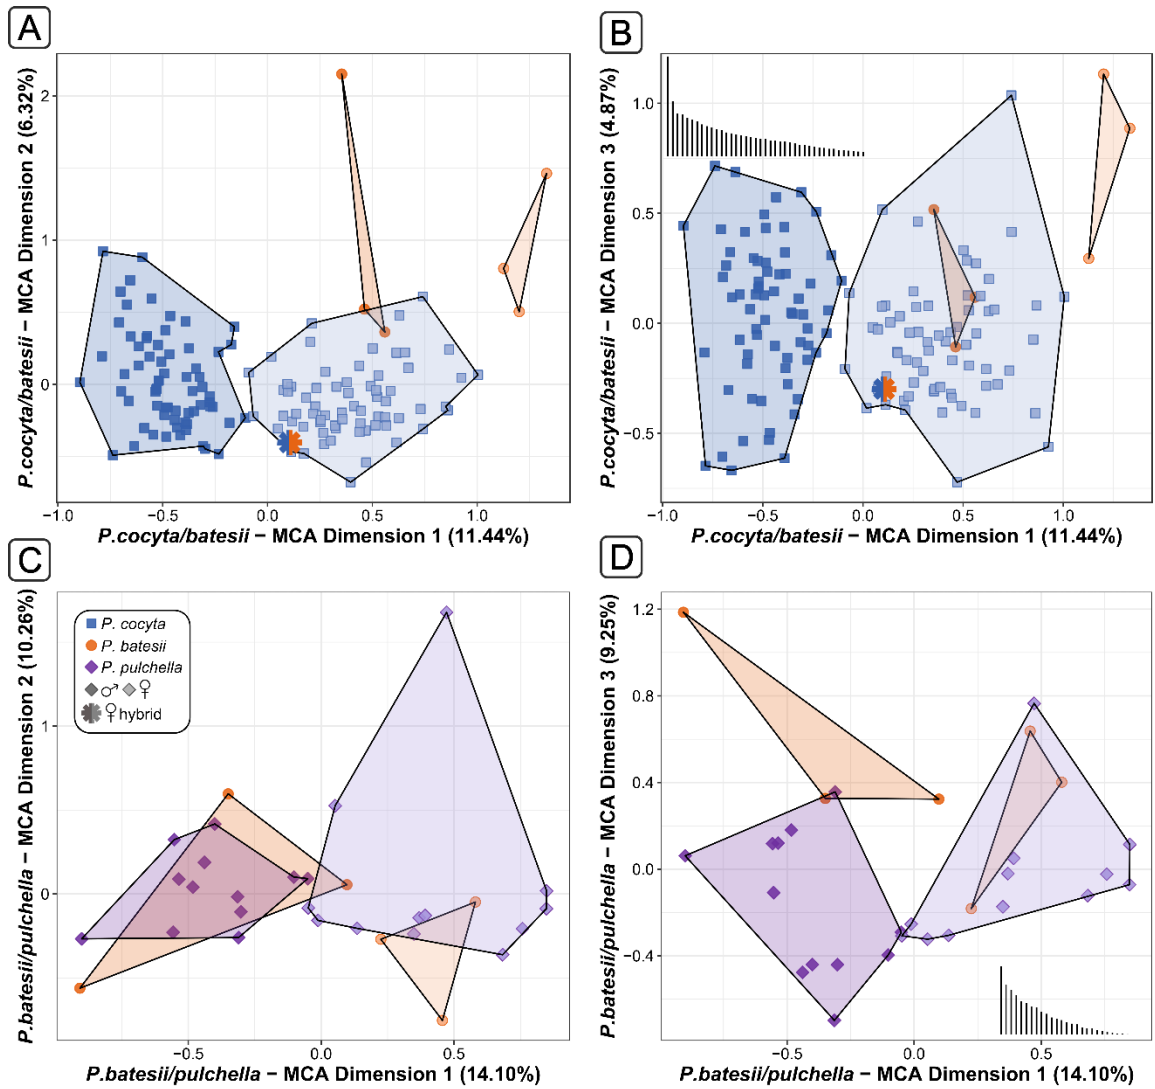 A
P.cocyta/batesii – MCA Dimension 2 (6.32%)
2
1
0
−1.0
−0.5
0.0
0.5
1.0
P.cocyta/batesii – MCA Dimension 1 (11.44%)
B
P.cocyta/batesii – MCA Dimension 3 (4.87%)
1.0
0.5
0.0
−0.5
−1.0
−0.5
0.0
0.5
1.0
P.cocyta/batesii – MCA Dimension 1 (11.44%)
C
P.batesii/pulchella – MCA Dimension 2 (10.26%)
P. cocyta
P. batesii
P. pulchella
♂ ♀
♀ hybrid
1
0
−0.5
0.0
0.5
P.batesii/pulchella – MCA Dimension 1 (14.10%)
D
P.batesii/pulchella – MCA Dimension 3 (9.25%)
1.2
0.8
0.4
0.0
−0.4
−0.5
0.0
0.5
P.batesii/pulchella – MCA Dimension 1 (14.10%)